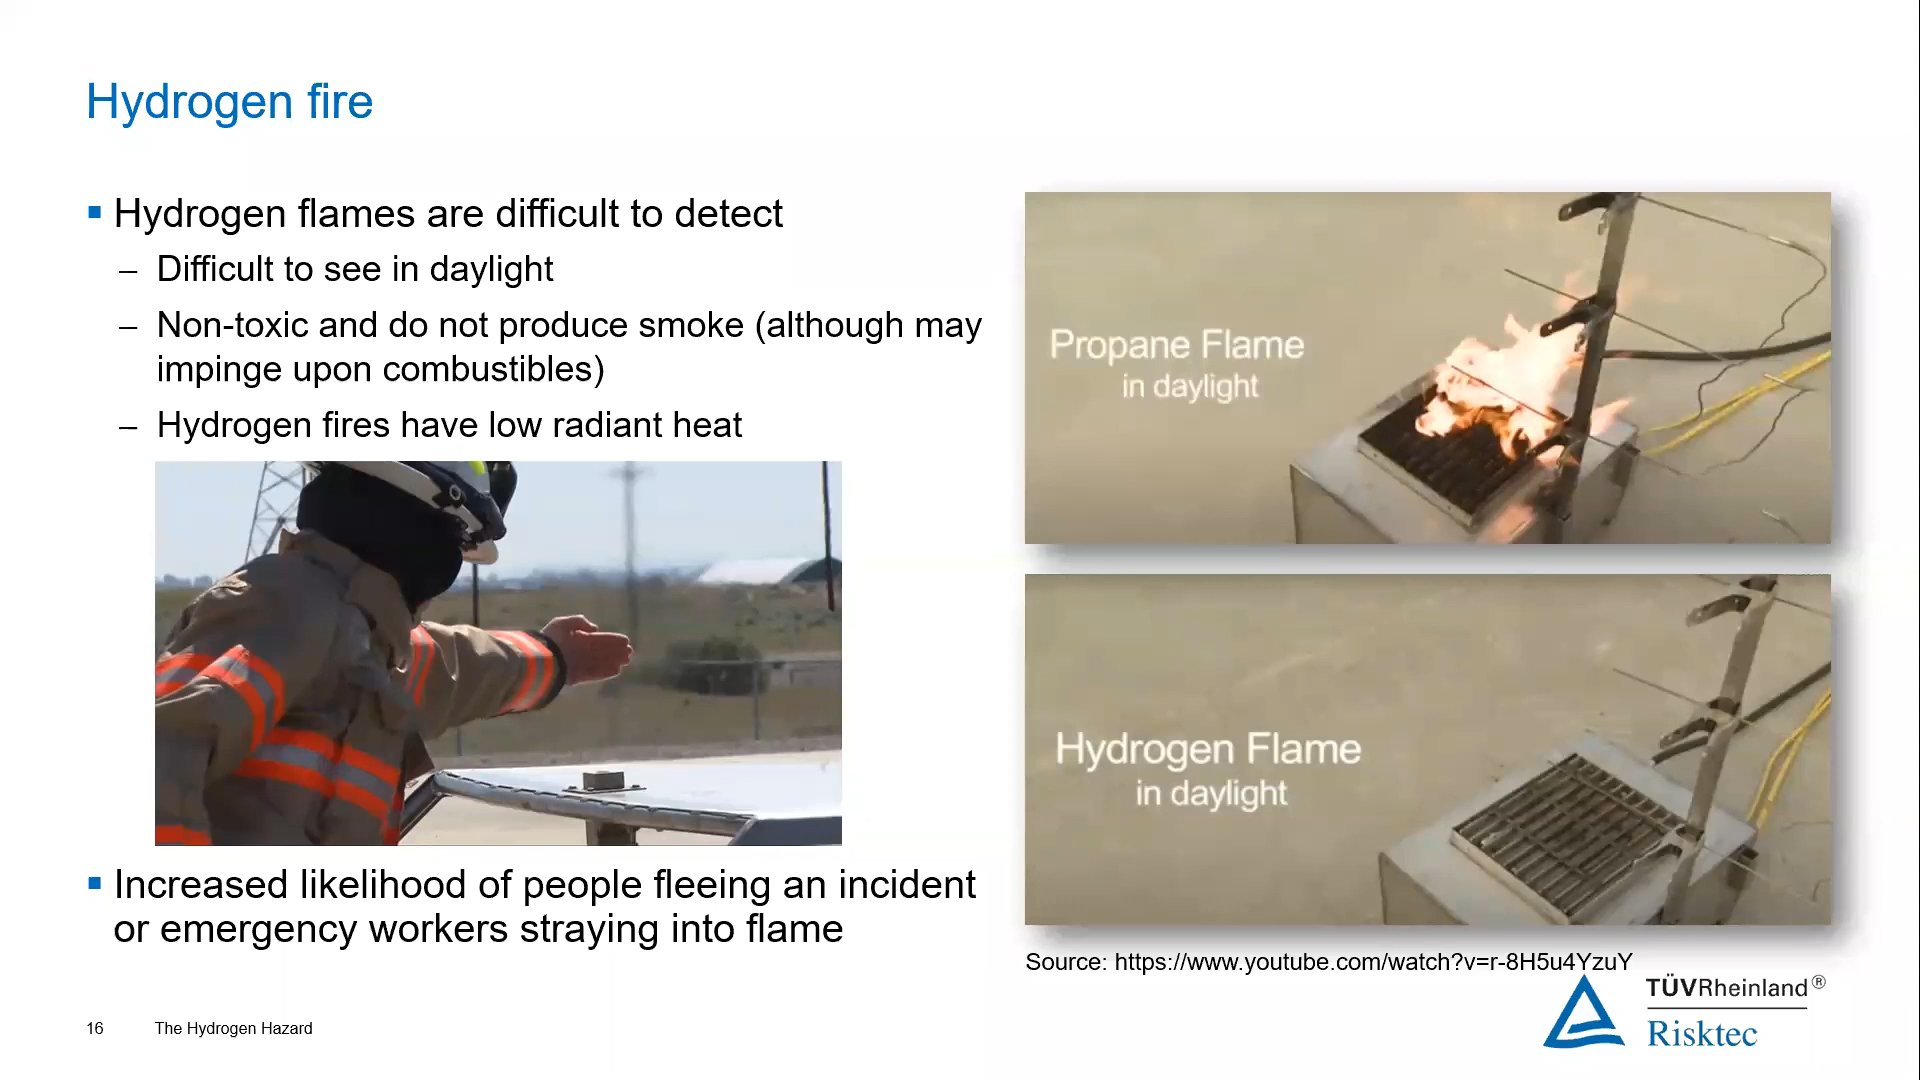 Hydrogen fire
▪ Hydrogen flames are difficult to detect
– Difficult to see in daylight
– Non-toxic and do not produce smoke (although may
impinge upon combustibles)
– Hydrogen fires have low radiant heat
▪ Increased likelihood of people fleeing an incident
or emergency workers straying into flame
Propane Flame
in daylight
Hydrogen Flame
in daylight
Source: https://www.youtube.com/watch?v=r-8H5u4YzuY
16 The Hydrogen Hazard
TÜVRheinland®
Risktec